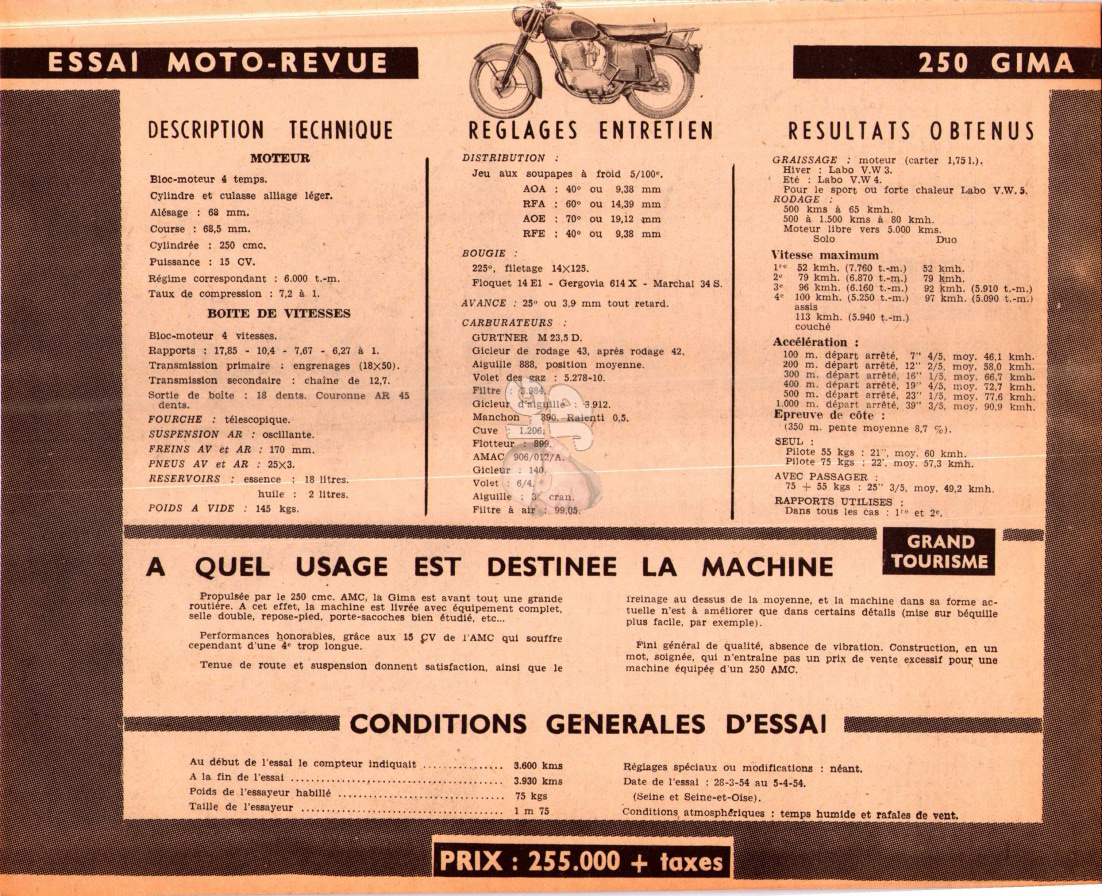 ESSAI MOTO-REVUE
250 GIMA
DESCRIPTION TECHNIQUE
MOTEUR
Bloc-moteur 4 temps.
Cylindre et culasse alliage léger.
Alésage : 68 mm.
Course : 68,5 mm.
Cylindrée : 250 cmc.
Puissance : 15 CV.
Régime correspondant : 6.000 t.-m.
Taux de compression : 7,2 à 1.
BOITE DE VITESSES
Bloc-moteur 4 vitesses.
Rapports : 17,85 - 10,4 - 7,67 - 6,27 à 1.
Transmission primaire : engrenages (18×50).
Transmission secondaire : chaîne de 12,7.
Sortie de boîte : 18 dents. Couronne AR 45
dents.
FOURCHE : télescopique.
SUSPENSION AR : oscillante.
FREINS AV et AR : 170 mm.
PNEUS AV et AR : 25×3.
RESERVOIRS : essence : 18 litres.
huile : 2 litres.
POIDS A VIDE : 145 kgs.
REGLAGES ENTRETIEN
DISTRIBUTION :
Jeu aux soupapes à froid 5/100e.
AOA : 40° ou 9,38 mm
RFA : 60° ou 14,39 mm
AOE : 70° ou 19,12 mm
RFE : 40° ou 9,38 mm
BOUGIE :
225°, filetage 14×125.
Floquet 14 E1 - Gergovia 614 X - Marchal 34 S.
AVANCE : 25° ou 3,9 mm tout retard.
CARBURATEURS :
GURTNER M 23,5 D.
Gicleur de rodage 43, après rodage 42.
Aiguille 888, position moyenne.
Volet des gaz : 5.278-10.
Filtre : 3.984.
Gicleur d'aiguille : 3.912.
Manchon : 890. Ralenti 0,5.
Cuve : 1.206.
Flotteur : 899.
AMAC 906/012/A.
Gicleur : 140.
Volet : 6/4.
Aiguille : 3e cran.
Filtre à air : 99.05.
RESULTATS OBTENUS
GRAISSAGE : moteur (carter 1,75 l.).
Hiver : Labo V.W 3.
Eté : Labo V.W 4.
Pour le sport ou forte chaleur Labo V.W. 5.
RODAGE :
500 kms à 65 kmh.
500 à 1.500 kms à 80 kmh.
Moteur libre vers 5.000 kms.
Solo Duo
Vitesse maximum
1re 52 kmh. (7.760 t.-m.) 52 kmh.
2e 79 kmh. (6.870 t.-m.) 79 kmh.
3e 96 kmh. (6.160 t.-m.) 92 kmh. (5.910 t-m.)
4e 100 kmh. (5.250 t.-m.) 97 kmh. (5.090 t.-m.)
assis
113 kmh. (5.940 t.-m.)
couché
Accélération :
100 m. départ arrêté, 7" 4/5, moy. 46,1 kmh.
200 m. départ arrêté, 12" 2/5, moy. 58,0 kmh.
300 m. départ arrêté, 16" 1/5, moy. 66,7 kmh.
400 m. départ arrêté, 19" 4/5, moy. 72,7 kmh.
500 m. départ arrêté, 23" 1/5, moy. 77,6 kmh.
1.000 m. départ arrêté, 39" 3/5, moy. 90,9 kmh.
Epreuve de côte :
(350 m. pente moyenne 8,7 %).
SEUL :
Pilote 55 kgs : 21", moy. 60 kmh.
Pilote 75 kgs : 22", moy. 57,3 kmh.
AVEC PASSAGER :
75 + 55 kgs : 25" 3/5, moy. 49,2 kmh.
RAPPORTS UTILISES :
Dans tous les cas : 1re et 2e.
GRAND
TOURISME
A QUEL USAGE EST DESTINEE LA MACHINE
Propulsée par le 250 cmc. AMC, la Gima est avant tout une grande
routière. A cet effet, la machine est livrée avec équipement complet,
selle double, repose-pied, porte-sacoches bien étudié, etc...
Performances honorables, grâce aux 15 CV de l'AMC qui souffre
cependant d'une 4e trop longue.
Tenue de route et suspension donnent satisfaction, ainsi que le
freinage au dessus de la moyenne, et la machine dans sa forme ac-
tuelle n'est à améliorer que dans certains détails (mise sur béquille
plus facile, par exemple).
Fini général de qualité, absence de vibration. Construction, en un
mot, soignée, qui n'entraîne pas un prix de vente excessif pour une
machine équipée d'un 250 AMC.
CONDITIONS GENERALES D'ESSAI
Au début de l'essai le compteur indiquait .................. 3.600 kms
A la fin de l'essai .................. 3.930 kms
Poids de l'essayeur habillé .................. 75 kgs
Taille de l'essayeur .................. 1 m 75
Réglages spéciaux ou modifications : néant.
Date de l'essai : 28-3-54 au 5-4-54.
(Seine et Seine-et-Oise).
Conditions atmosphériques : temps humide et rafales de vent.
PRIX : 255.000 + taxes